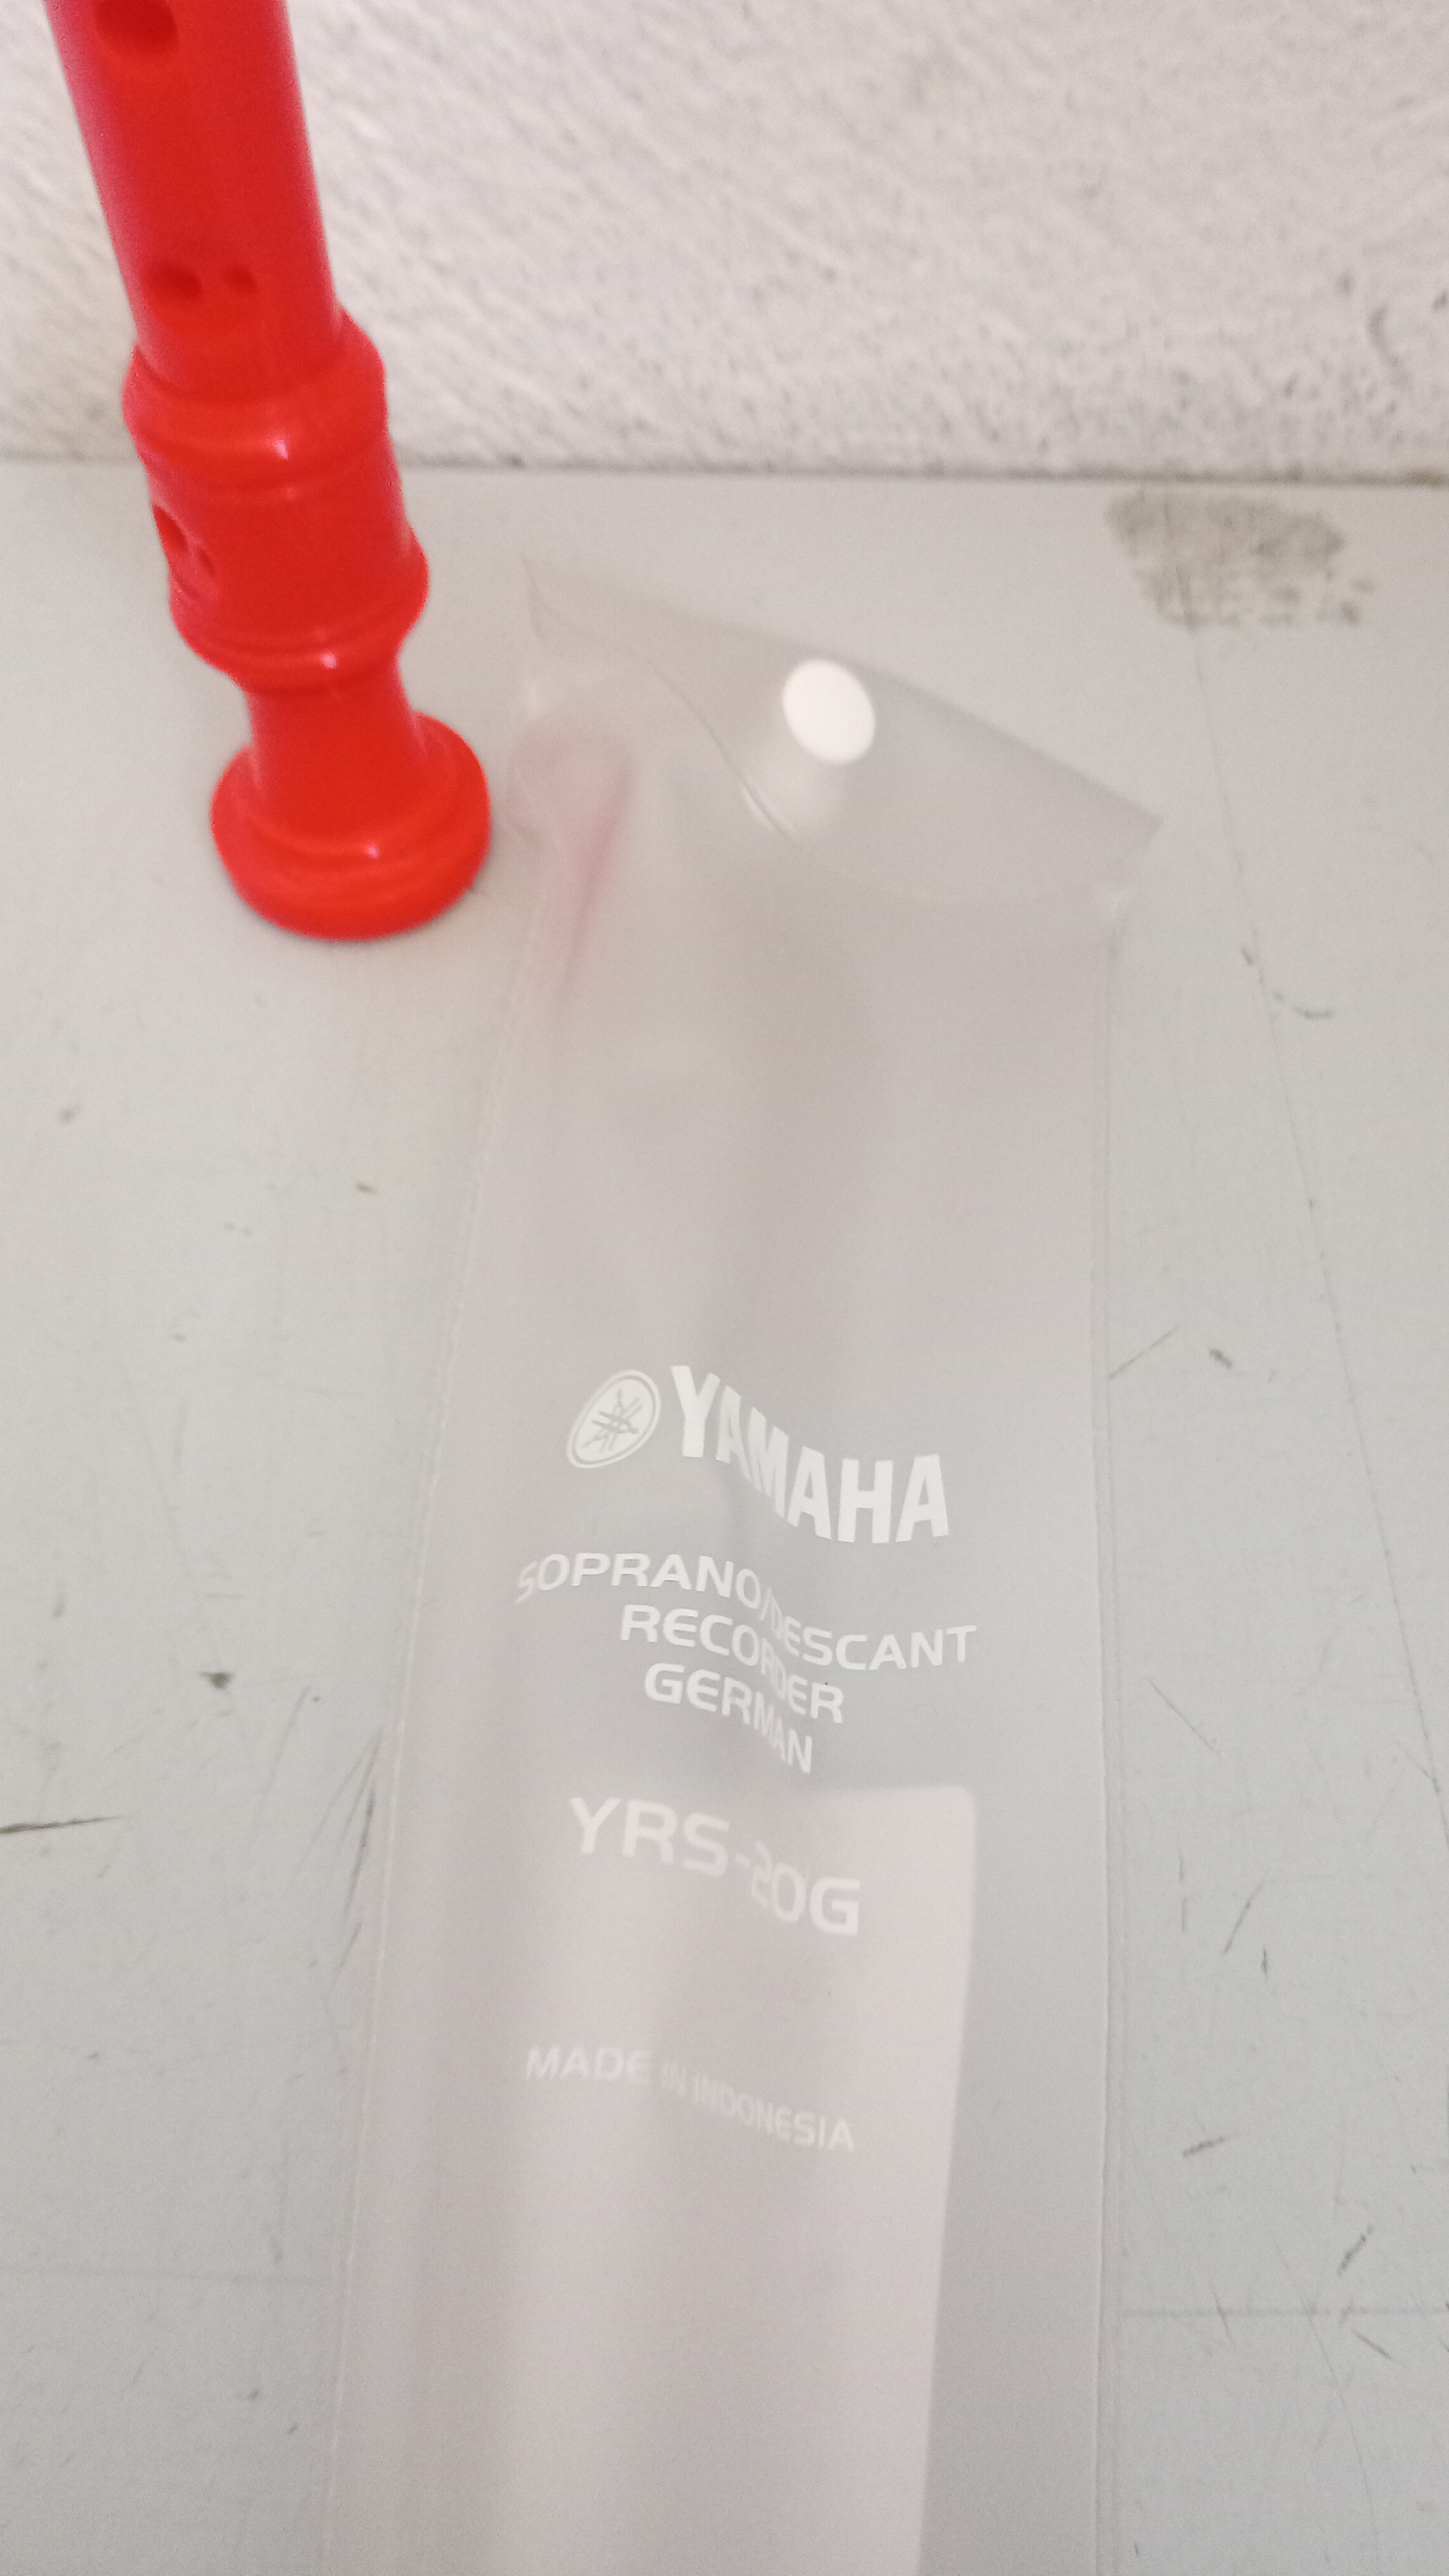 YAMAHA
SOPRANO/DESCANT
RECORDER
GERMAN
YRS-20G
MADE IN INDONESIA